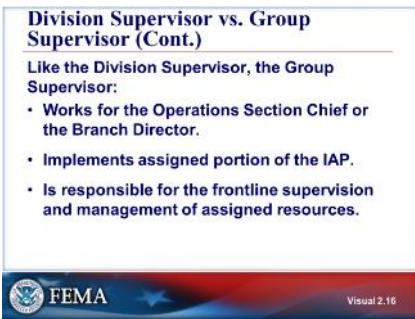 Division Supervisor vs. Group
Supervisor (Cont.)
Like the Division Supervisor, the Group
Supervisor:
• Works for the Operations Section Chief or
the Branch Director.
• Implements assigned portion of the IAP.
• Is responsible for the frontline supervision
and management of assigned resources.
FEMA
Visual 2.16